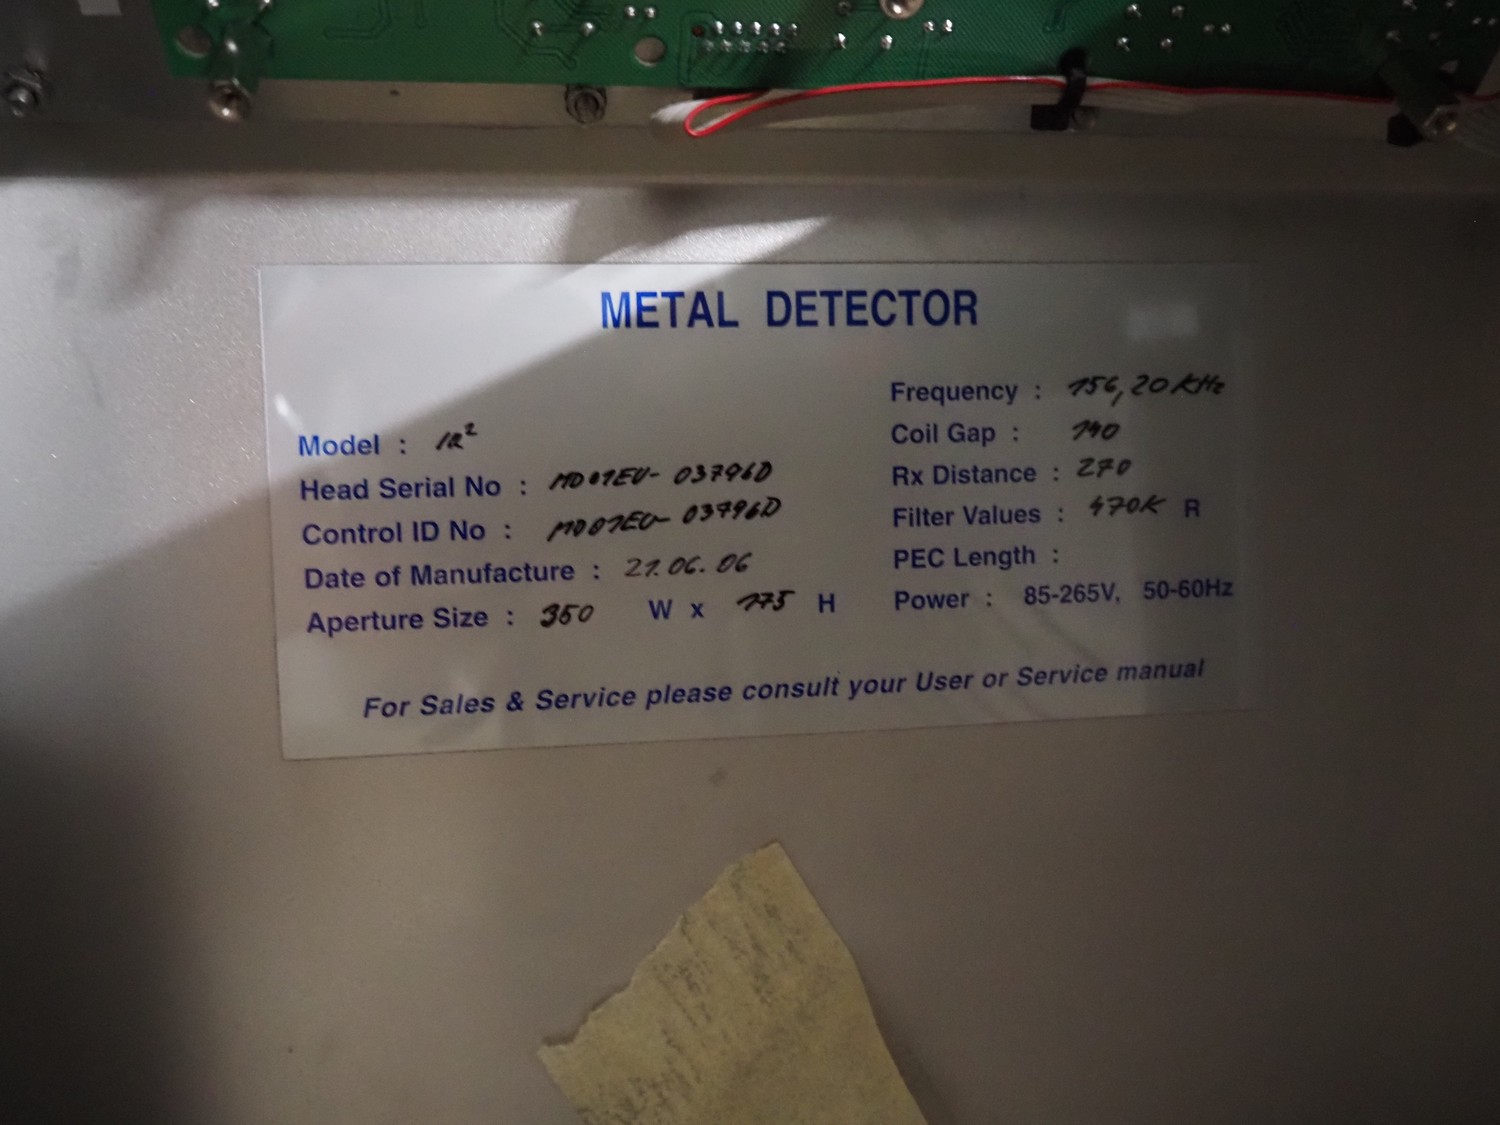 METAL DETECTOR
Model : IQ²
Head Serial No : MD01EU- 03796D
Control ID No : MD01EU- 03796D
Date of Manufacture : 21.06.06
Aperture Size : 350 W x 175 H
Frequency : 156,20 KHz
Coil Gap : 140
Rx Distance : 270
Filter Values : 470K R
PEC Length :
Power : 85-265V, 50-60Hz
For Sales & Service please consult your User or Service manual